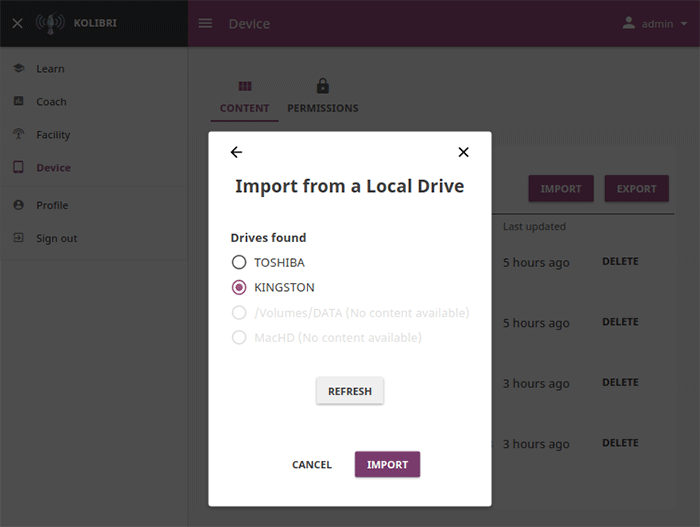 KOLIBRI
Device
admin
Learn
Coach
Facility
Device
Profile
Sign out
CONTENT
PERMISSIONS
IMPORT
EXPORT
Last updated
5 hours ago
DELETE
5 hours ago
DELETE
3 hours ago
DELETE
3 hours ago
DELETE
Import from a Local Drive
Drives found
TOSHIBA
KINGSTON
/Volumes/DATA (No content available)
MacHD (No content available)
REFRESH
CANCEL
IMPORT